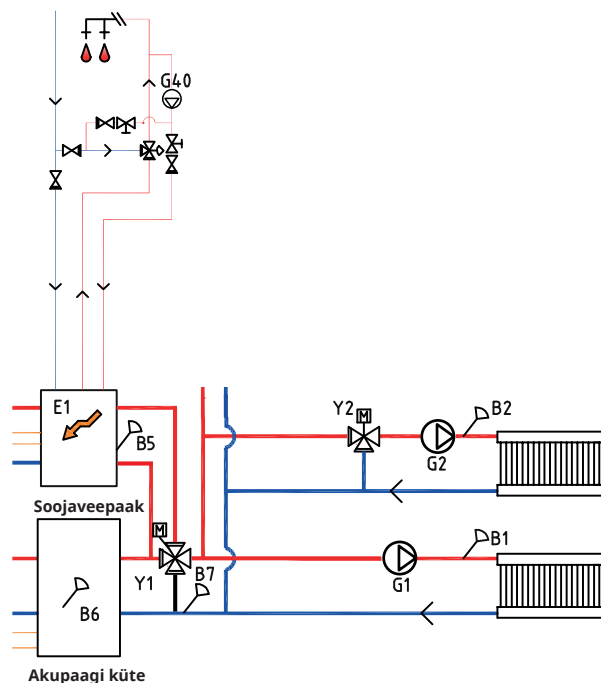 G40
E1
B5
Soojaveepaak
Y2
M
B2
G2
M
Y1
B7
B1
G1
B6
Akupaagi küte